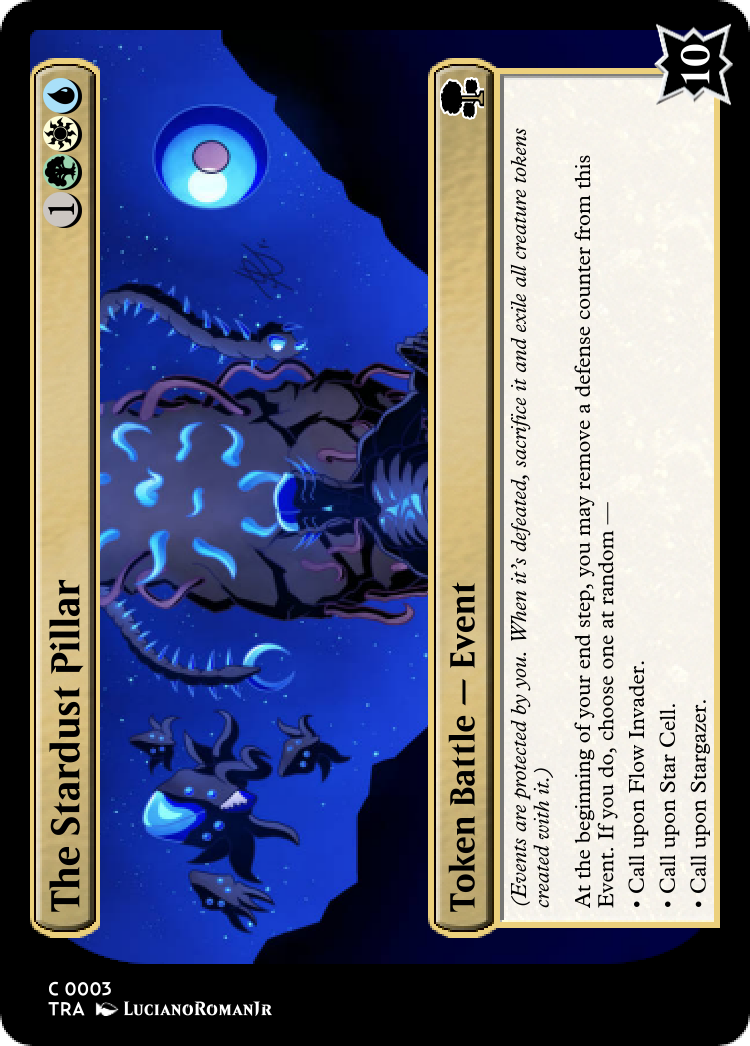 The Stardust Pillar
1
Token Battle — Event
(Events are protected by you. When it's defeated, sacrifice it and exile all creature tokens
created with it.)
At the beginning of your end step, you may remove a defense counter from this
Event. If you do, choose one at random —
• Call upon Flow Invader.
• Call upon Star Cell.
• Call upon Stargazer.
10
C 0003
TRA LucianoRomanJr